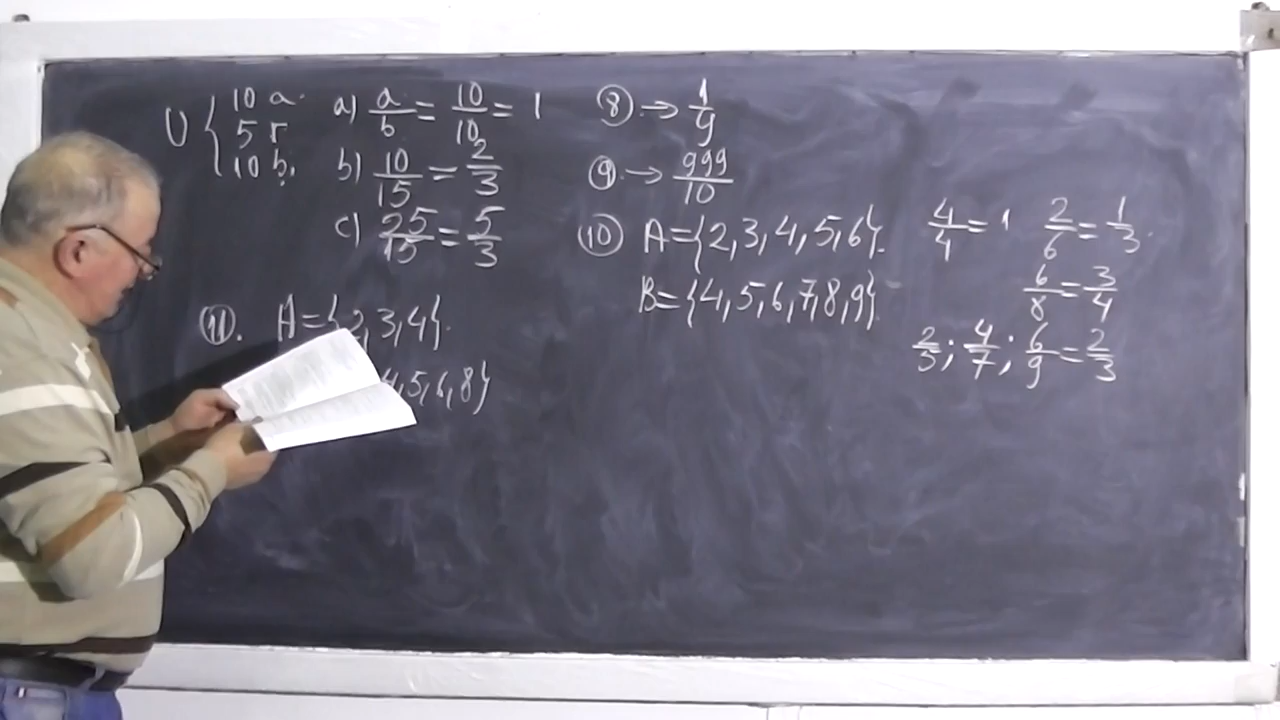 U { 10 a.
5 r
10 b.
a) a/b = 10/10 = 1
b) 10/15 = 2/3
c) 25/15 = 5/3
11. A={2,3,4}.
4,5,6,8}
8 → 1/9
9. → 999/10
10 A={2,3,4,5,6}.
B={4,5,6,7,8,9}
4/4 = 1 2/6 = 1/3.
6/8 = 3/4
2/5; 4/7; 6/9 = 2/3